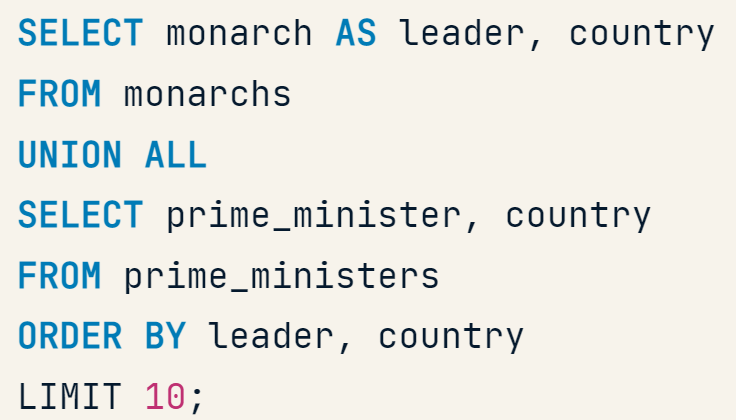 SELECT monarch AS leader, country
FROM monarchs
UNION ALL
SELECT prime_minister, country
FROM prime_ministers
ORDER BY leader, country
LIMIT 10;